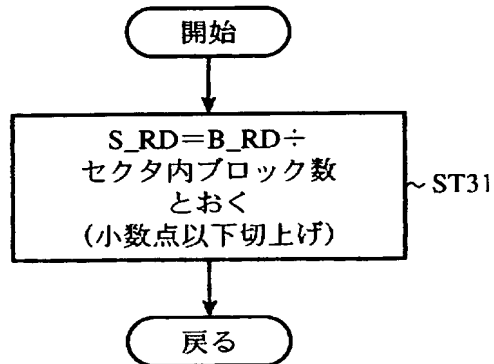 開始
S_RD=B_RD÷
セクタ内ブロック数
とおく
(小数点以下切上げ)
~ST31
戻る